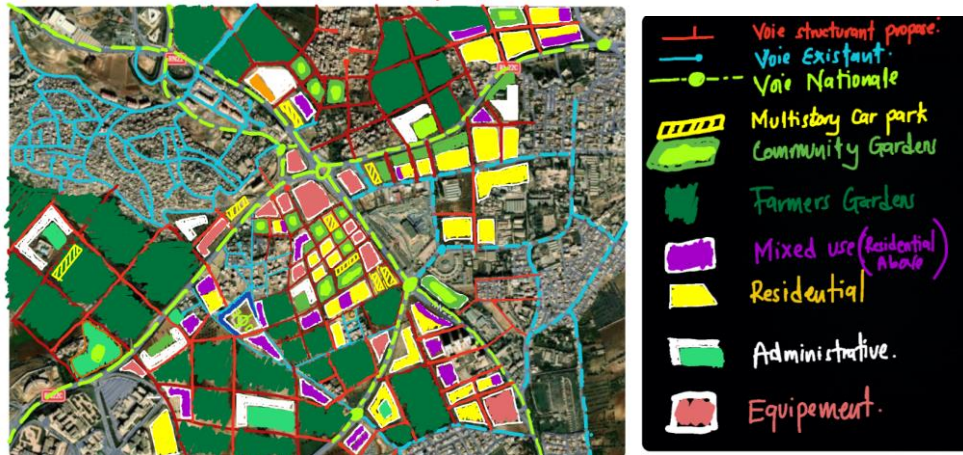 Voie structurant propose.
Voie Existant.
Voie Nationale
Multistory Car park
Community Gardens
Farmers Gardens
Mixed use (Residential
Above)
Residential
Administrative.
Equipement.